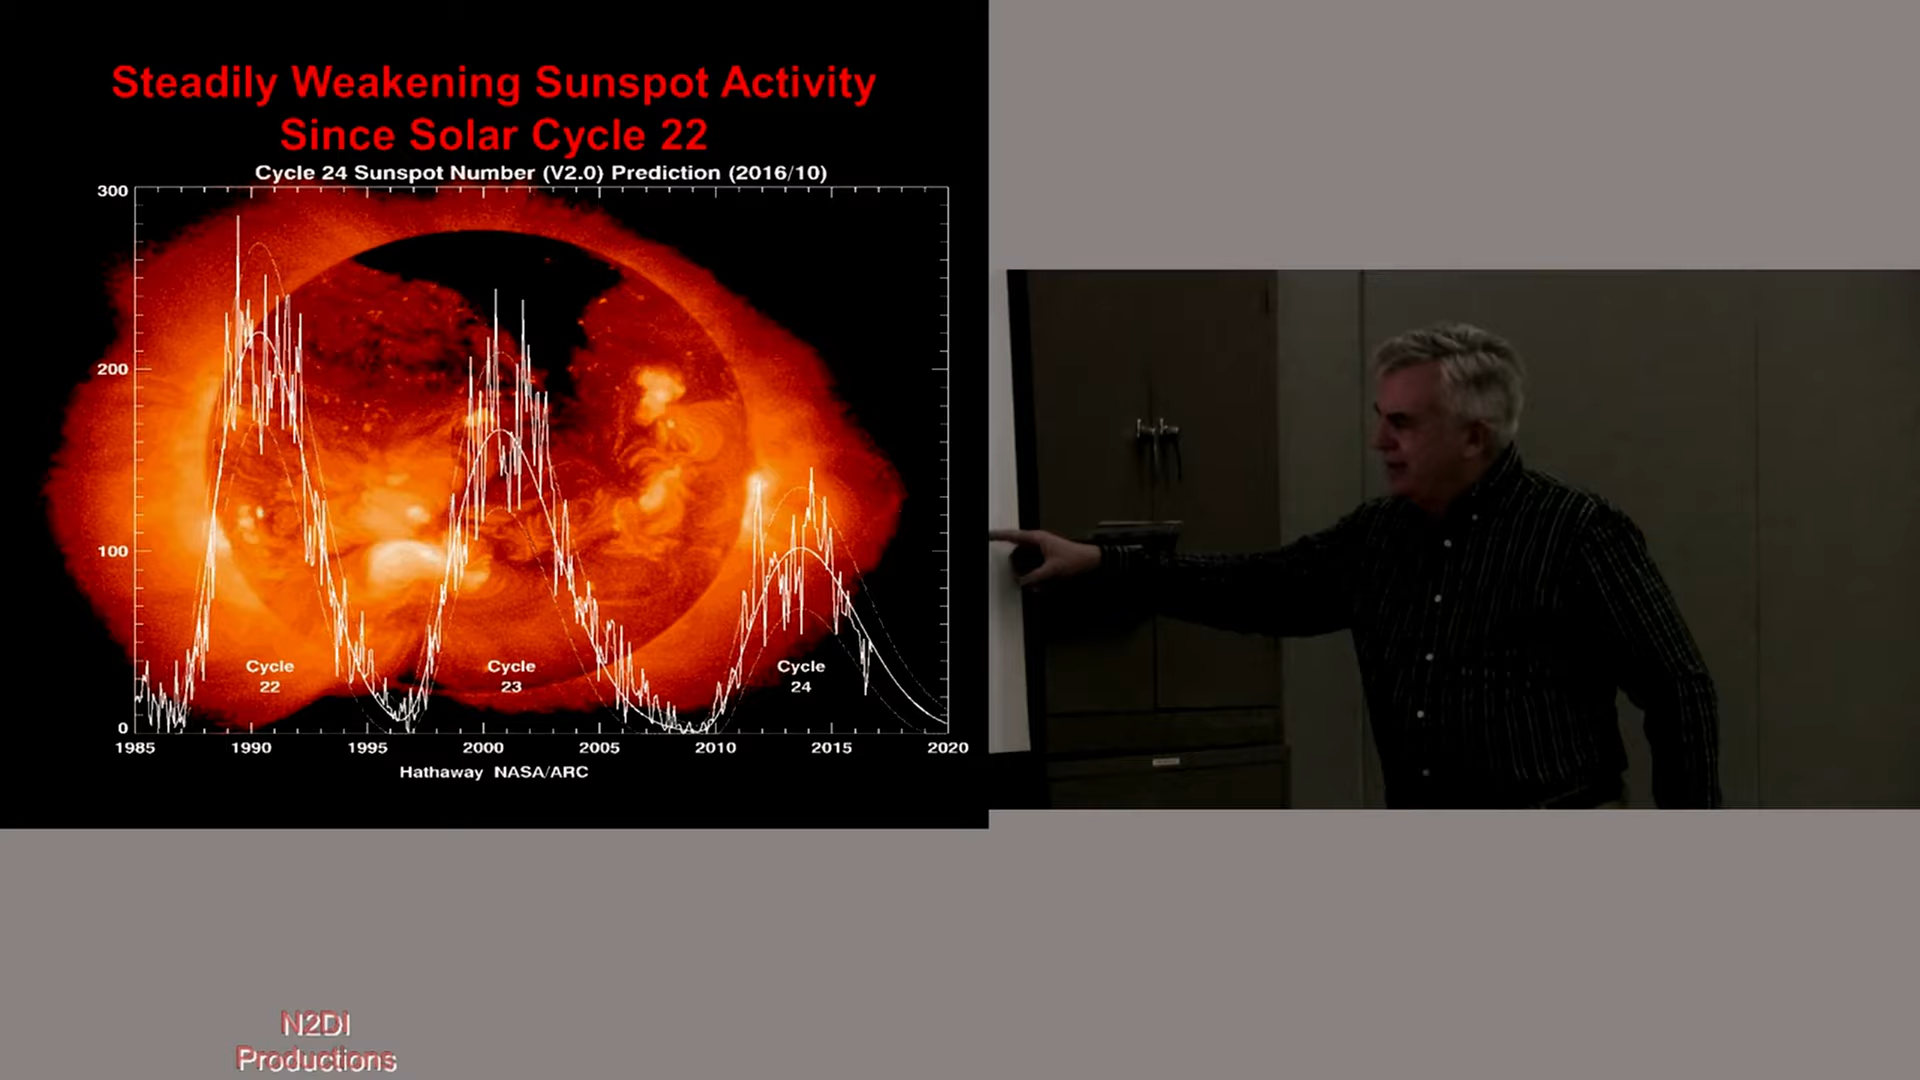 Steadily Weakening Sunspot Activity
Since Solar Cycle 22
Cycle 24 Sunspot Number (V2.0) Prediction (2016/10)
300
200
100
0
Cycle
22
Cycle
23
Cycle
24
1985 1990 1995 2000 2005 2010 2015 2020
Hathaway NASA/ARC
N2DI
Productions